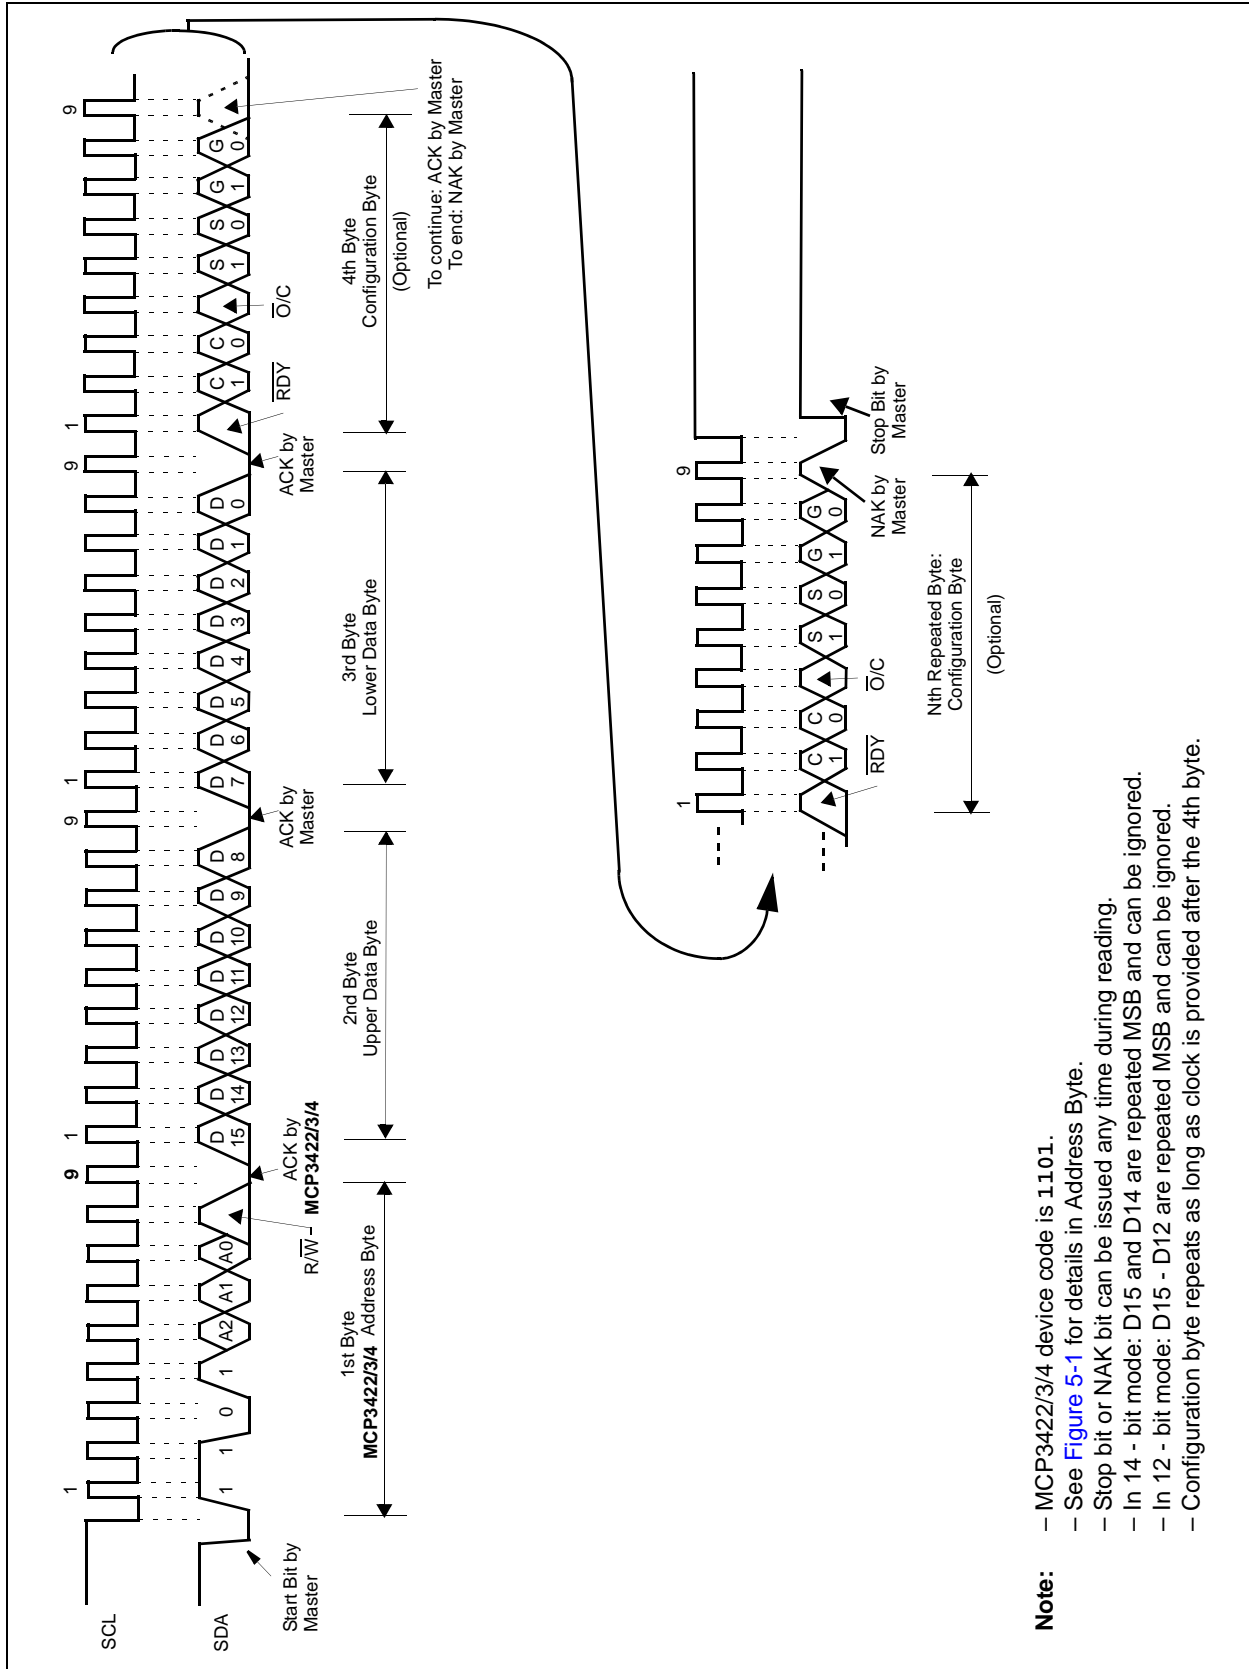 SCL
1
9
1
9
1
9
1
9
SDA
1
1
0
1
A2
A1
A0
D 15
D 14
D 13
D 12
D 11
D 10
D 9
D 8
D 7
D 6
D 5
D 4
D 3
D 2
D 1
D 0
C 1
C 0
S 1
S 0
G 1
G 0
Start Bit by
Master
R/W
ACK by
MCP3422/3/4
ACK by
Master
ACK by
Master
RDY
O/C
1st Byte
MCP3422/3/4 Address Byte
2nd Byte
Upper Data Byte
3rd Byte
Lower Data Byte
4th Byte
Configuration Byte
(Optional)
To continue: ACK by Master
To end: NAK by Master
1
9
C 1
C 0
S 1
S 0
G 1
G 0
RDY
O/C
NAK by
Master
Stop Bit by
Master
Nth Repeated Byte:
Configuration Byte
(Optional)
Note: – MCP3422/3/4 device code is 1101.
– See Figure 5-1 for details in Address Byte.
– Stop bit or NAK bit can be issued any time during reading.
– In 14 - bit mode: D15 and D14 are repeated MSB and can be ignored.
– In 12 - bit mode: D15 - D12 are repeated MSB and can be ignored.
– Configuration byte repeats as long as clock is provided after the 4th byte.